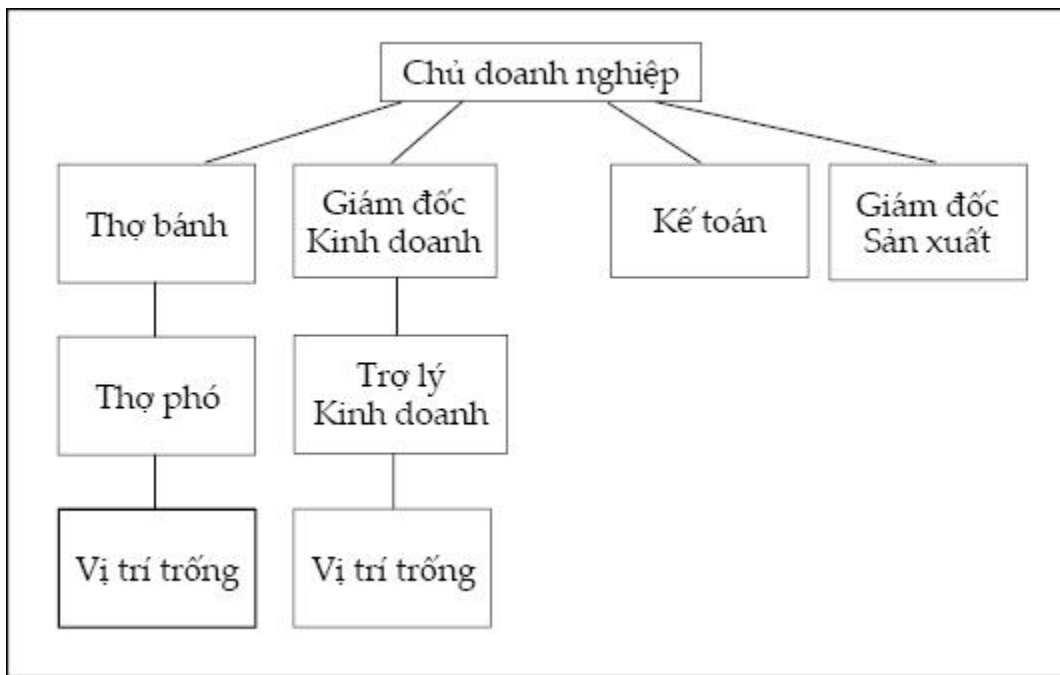 Chủ doanh nghiệp
Thợ bánh
Giám đốc
Kinh doanh
Kế toán
Giám đốc
Sản xuất
Thợ phó
Trợ lý
Kinh doanh
Vị trí trống
Vị trí trống